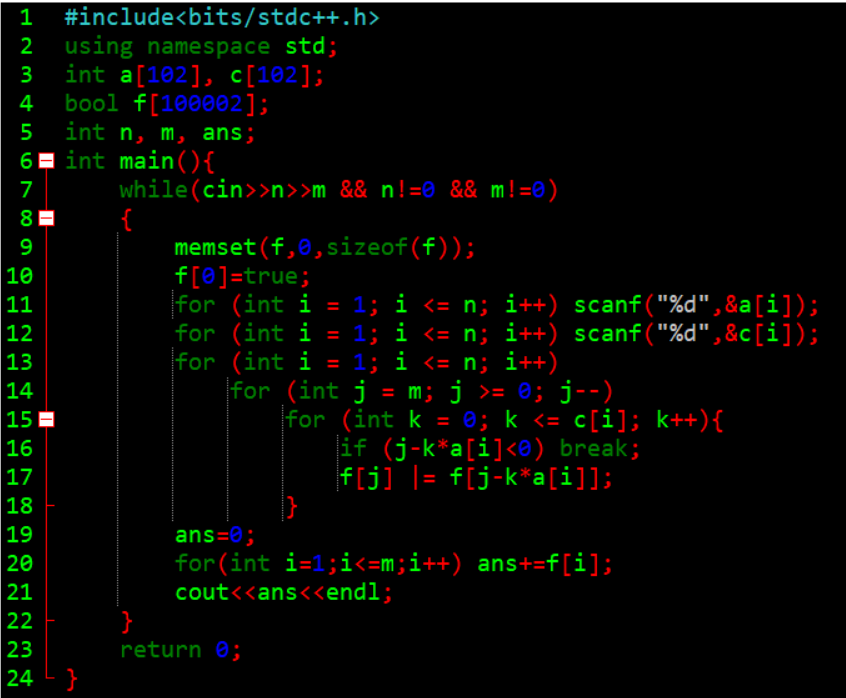 1 #include<bits/stdc++.h>
2 using namespace std;
3 int a[102], c[102];
4 bool f[100002];
5 int n, m, ans;
6 int main(){
7 while(cin>>n>>m && n!=0 && m!=0)
8 {
9 memset(f,0,sizeof(f));
10 f[0]=true;
11 for (int i = 1; i <= n; i++) scanf("%d",&a[i]);
12 for (int i = 1; i <= n; i++) scanf("%d",&c[i]);
13 for (int i = 1; i <= n; i++)
14 for (int j = m; j >= 0; j--)
15 for (int k = 0; k <= c[i]; k++){
16 if (j-k*a[i]<0) break;
17 f[j] |= f[j-k*a[i]];
18 }
19 ans=0;
20 for(int i=1;i<=m;i++) ans+=f[i];
21 cout<<ans<<endl;
22 }
23 return 0;
24 }